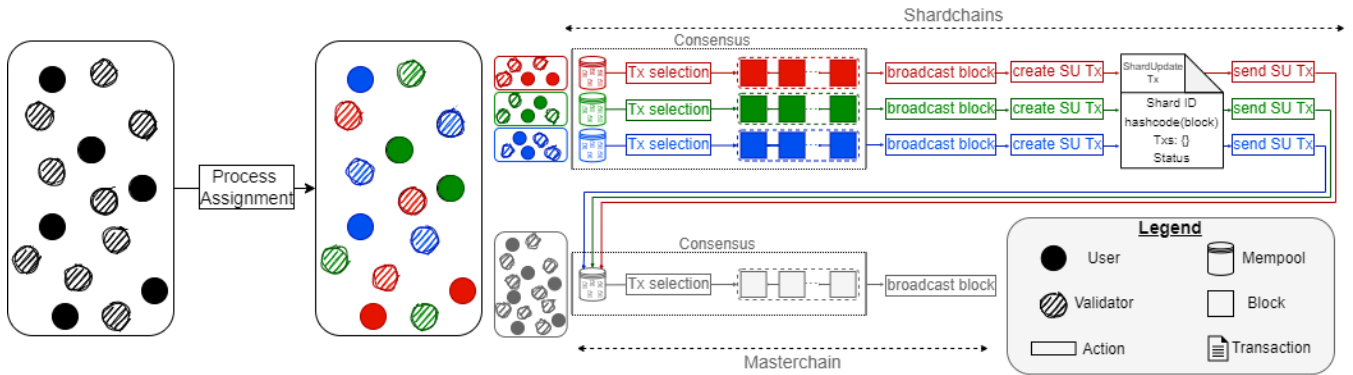 Shardchains
Consensus
Process
Assignment
Tx selection
broadcast block
create SU Tx
ShardUpdate
Tx
send SU Tx
Tx selection
broadcast block
create SU Tx
Shard ID
hashcode(block)
Txs: {}
Status
send SU Tx
Tx selection
broadcast block
create SU Tx
send SU Tx
Consensus
Tx selection
broadcast block
Masterchain
Legend
User
Mempool
Validator
Block
Action
Transaction